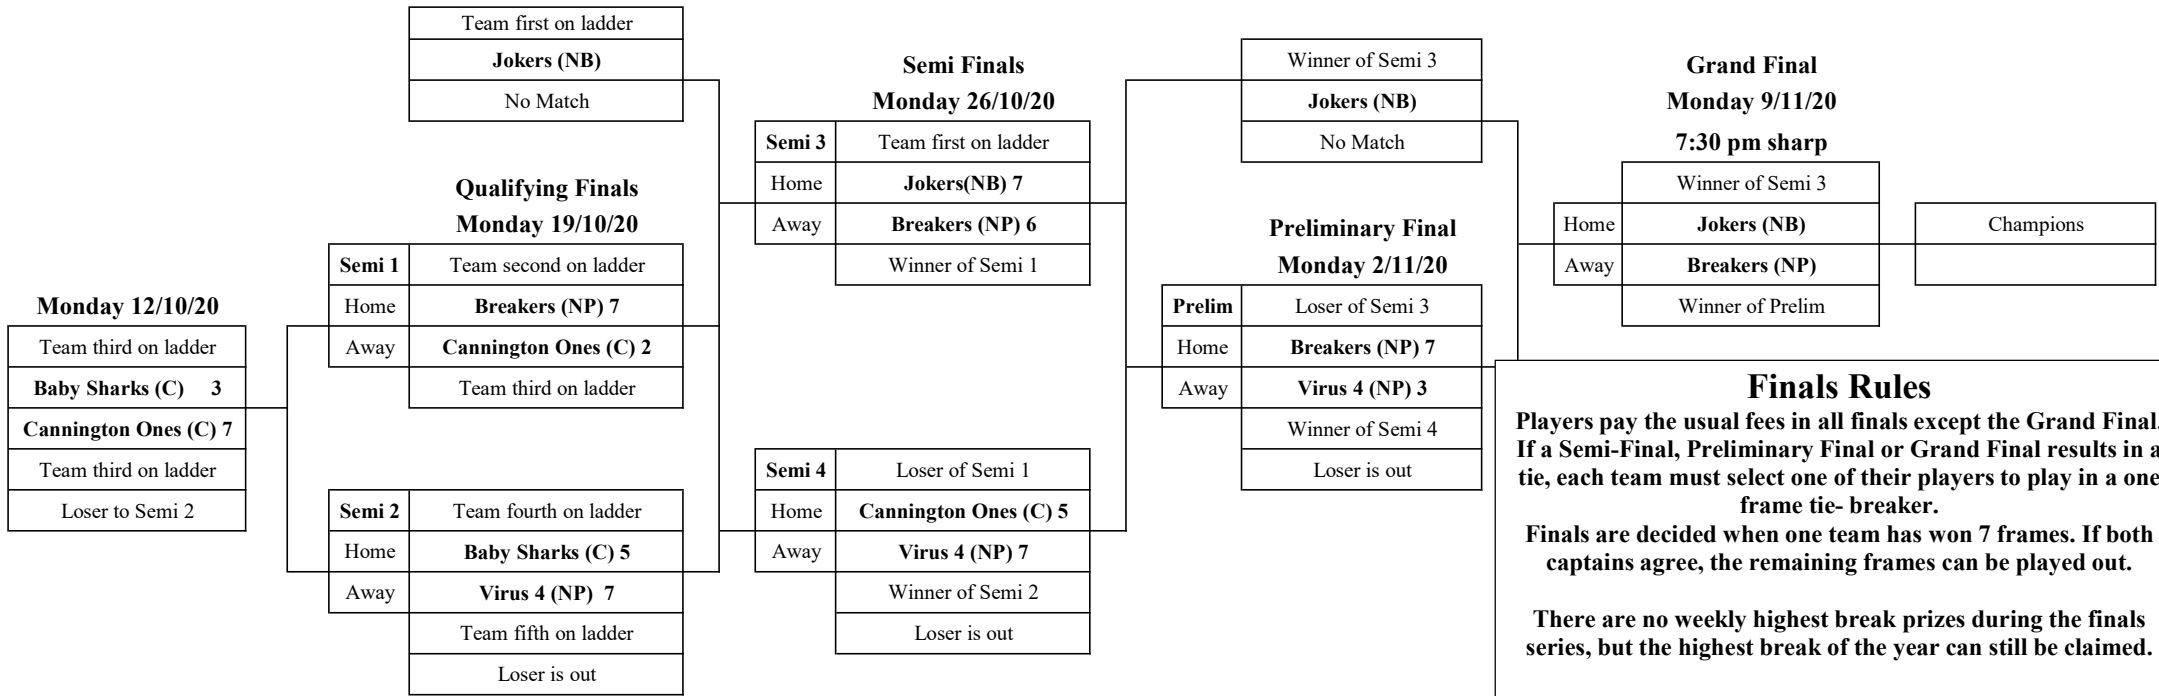 Team first on ladder
Jokers (NB)
No Match
Semi Finals
Monday 26/10/20
Semi 3 Team first on ladder
Home Jokers(NB) 7
Away Breakers (NP) 6
Winner of Semi 1
Winner of Semi 3
Jokers (NB)
No Match
Grand Final
Monday 9/11/20
7:30 pm sharp
Winner of Semi 3
Home Jokers (NB)
Away Breakers (NP)
Winner of Prelim
Champions
Qualifying Finals
Monday 19/10/20
Semi 1 Team second on ladder
Home Breakers (NP) 7
Away Cannington Ones (C) 2
Team third on ladder
Preliminary Final
Monday 2/11/20
Prelim Loser of Semi 3
Home Breakers (NP) 7
Away Virus 4 (NP) 3
Winner of Semi 4
Loser is out
Monday 12/10/20
Team third on ladder
Baby Sharks (C) 3
Cannington Ones (C) 7
Team third on ladder
Loser to Semi 2
Semi 2 Team fourth on ladder
Home Baby Sharks (C) 5
Away Virus 4 (NP) 7
Team fifth on ladder
Loser is out
Semi 4 Loser of Semi 1
Home Cannington Ones (C) 5
Away Virus 4 (NP) 7
Winner of Semi 2
Loser is out
Finals Rules
Players pay the usual fees in all finals except the Grand Final.
If a Semi-Final, Preliminary Final or Grand Final results in a
tie, each team must select one of their players to play in a one
frame tie- breaker.
Finals are decided when one team has won 7 frames. If both
captains agree, the remaining frames can be played out.
There are no weekly highest break prizes during the finals
series, but the highest break of the year can still be claimed.